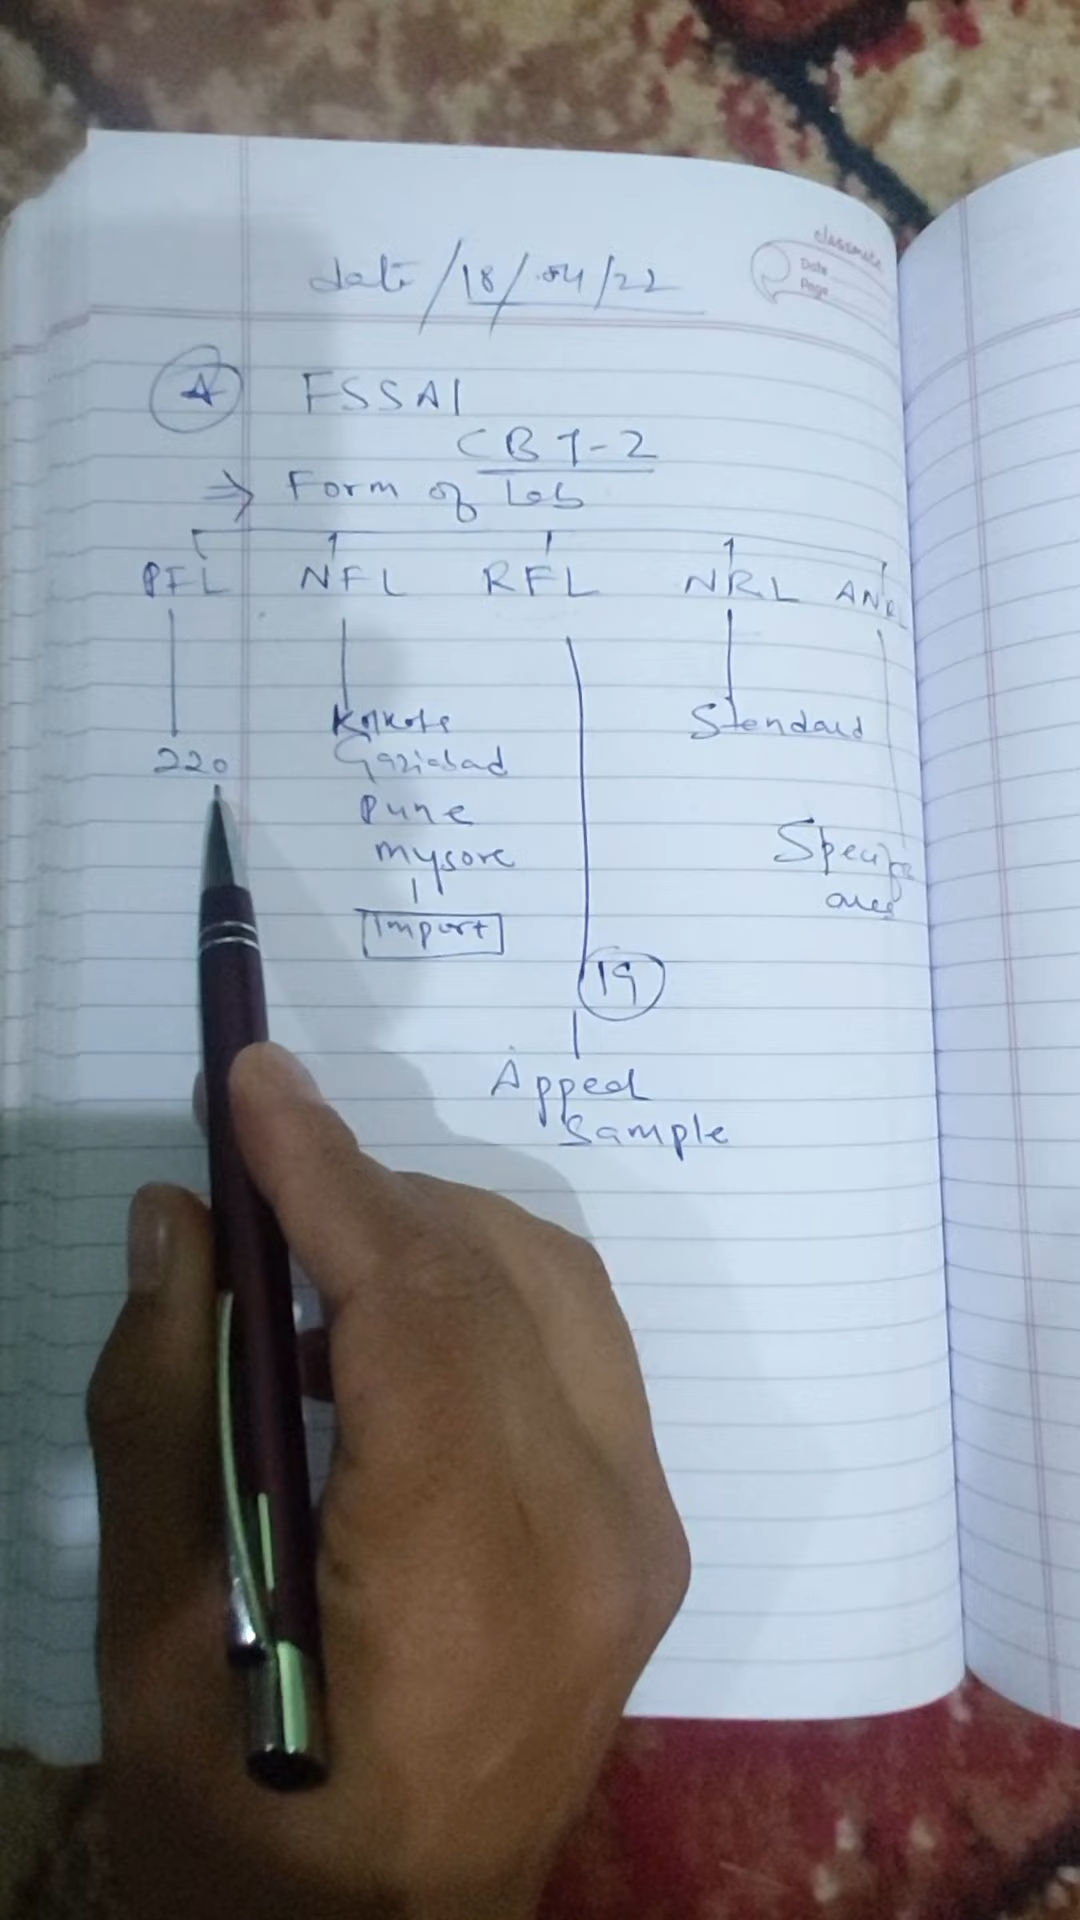 classmate
Date
Page
date /18/04/22
FSSAI
CBT-2
⇒ Form of Lab
PFL NFL RFL NRL ANRL
220
Kolkata
Gaziabad
Pune
Mysore
Import
19
Appeal
Sample
Standard
Specific
area